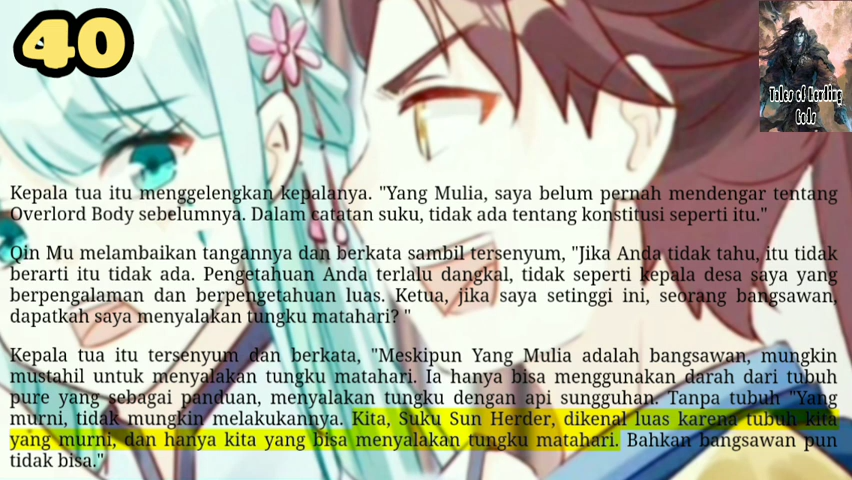 40
Tales of Herding
Gods
Kepala tua itu menggelengkan kepalanya. "Yang Mulia, saya belum pernah mendengar tentang
Overlord Body sebelumnya. Dalam catatan suku, tidak ada tentang konstitusi seperti itu."
Qin Mu melambaikan tangannya dan berkata sambil tersenyum, "Jika Anda tidak tahu, itu tidak
berarti itu tidak ada. Pengetahuan Anda terlalu dangkal, tidak seperti kepala desa saya yang
berpengalaman dan berpengetahuan luas. Ketua, jika saya setinggi ini, seorang bangsawan,
dapatkah saya menyalakan tungku matahari? "
Kepala tua itu tersenyum dan berkata, "Meskipun Yang Mulia adalah bangsawan, mungkin
mustahil untuk menyalakan tungku matahari. Ia hanya bisa menggunakan darah dari tubuh
pure yang sebagai panduan, menyalakan tungku dengan api sungguhan. Tanpa tubuh "Yang
murni, tidak mungkin melakukannya. Kita, Suku Sun Herder, dikenal luas karena tubuh kita
yang murni, dan hanya kita yang bisa menyalakan tungku matahari. Bahkan bangsawan pun
tidak bisa."